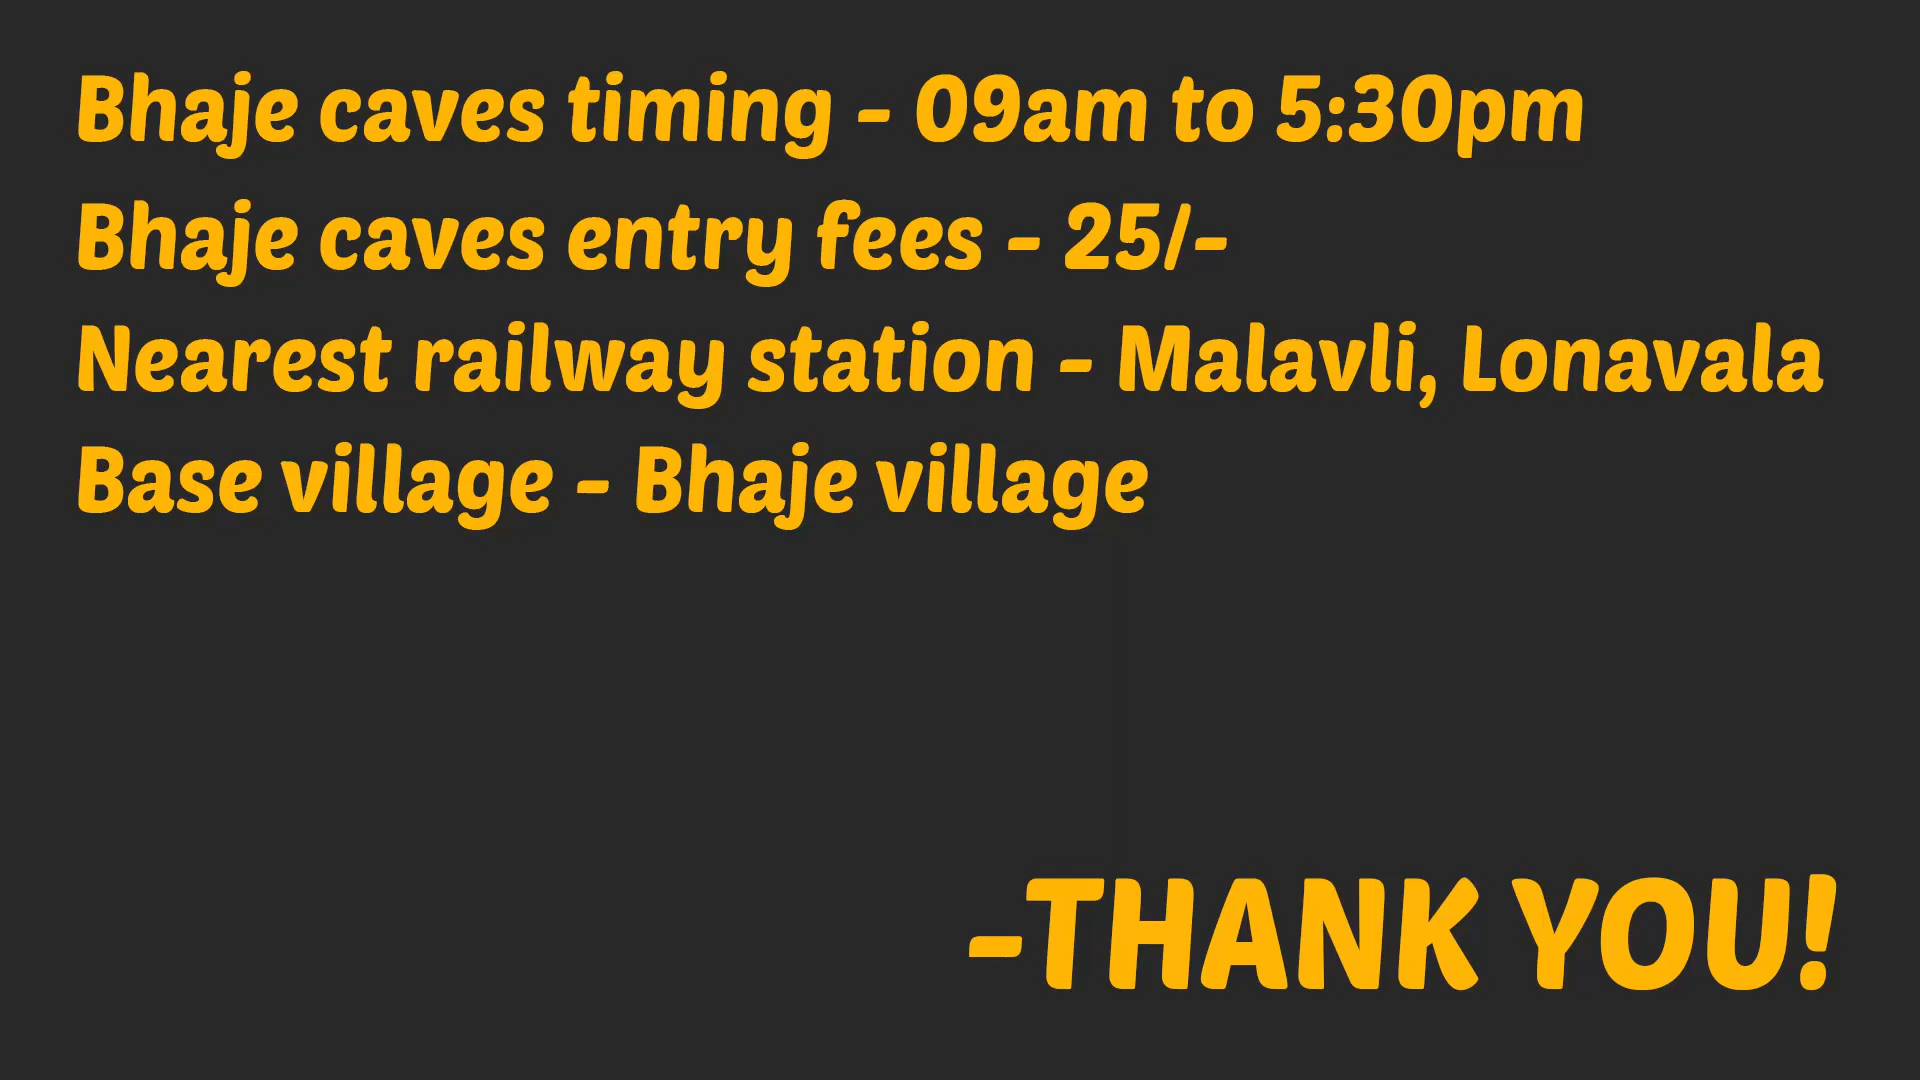 Bhaje caves timing - 09am to 5:30pm
Bhaje caves entry fees - 25/-
Nearest railway station - Malavli, Lonavala
Base village - Bhaje village
-THANK YOU!